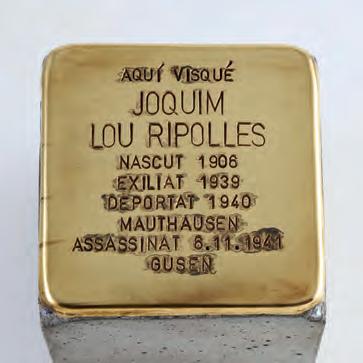 AQUÍ VISQUÉ
JOQUIM
LOU RIPOLLES
NASCUT 1906
EXILIAT 1939
DEPORTAT 1940
MAUTHAUSEN
ASSASSINAT 6.11.1941
GUSEN